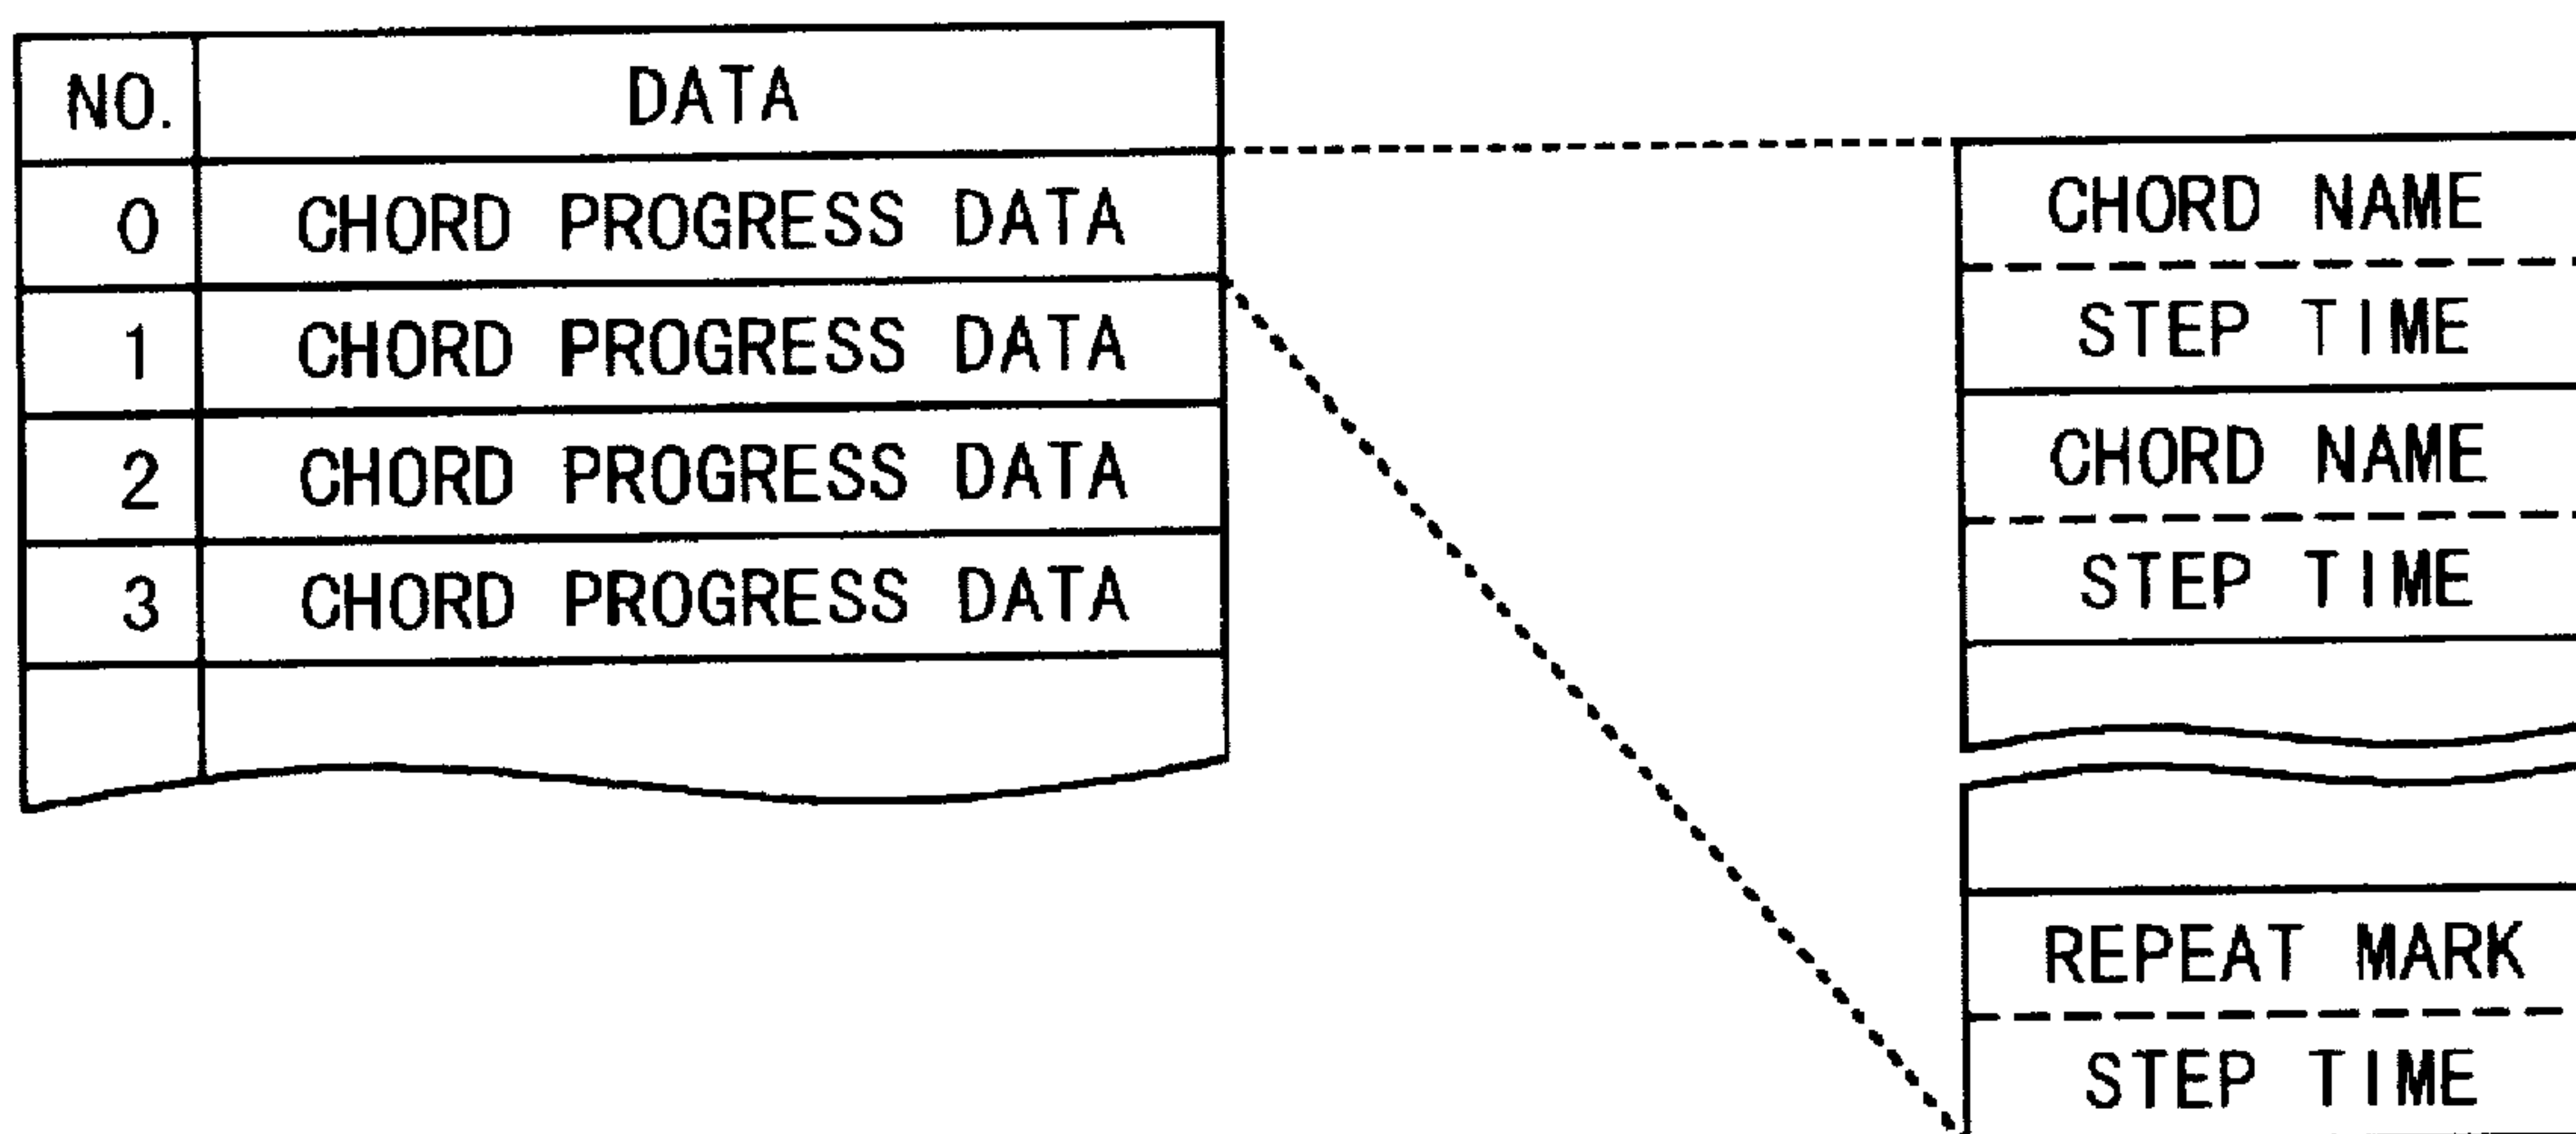 NO. DATA
0 CHORD PROGRESS DATA
1 CHORD PROGRESS DATA
2 CHORD PROGRESS DATA
3 CHORD PROGRESS DATA
CHORD NAME
STEP TIME
CHORD NAME
STEP TIME
REPEAT MARK
STEP TIME